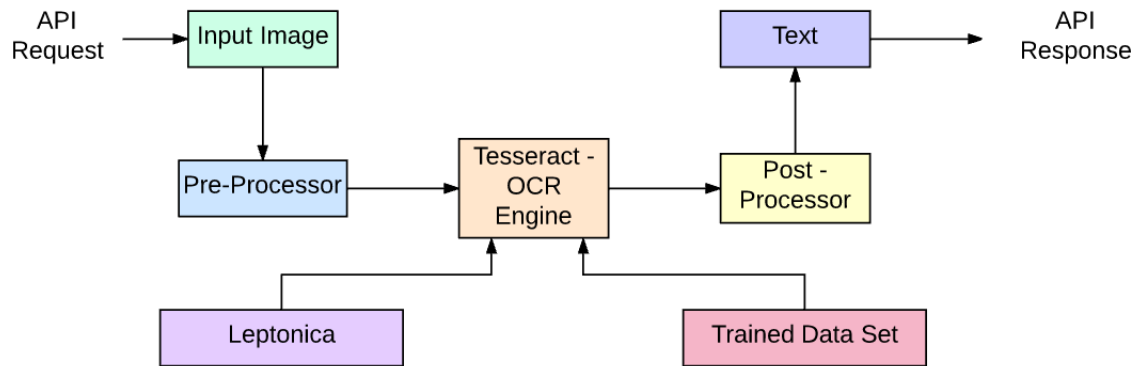 API
Request
Input Image
Text
API
Response
Pre-Processor
Tesseract -
OCR
Engine
Post -
Processor
Leptonica
Trained Data Set